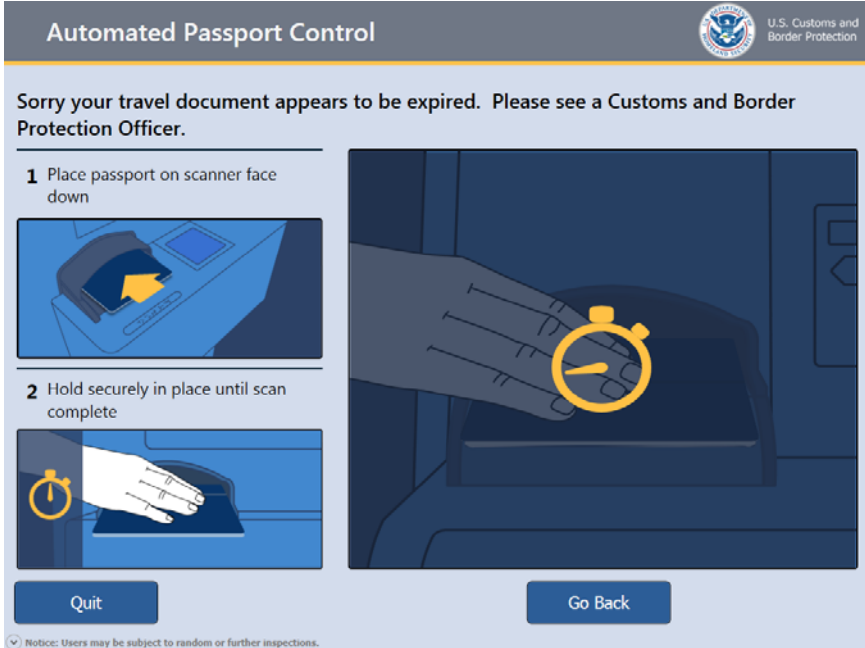 Automated Passport Control
U.S. Customs and
Border Protection
Sorry your travel document appears to be expired.  Please see a Customs and Border
Protection Officer.
1 Place passport on scanner face
down
2 Hold securely in place until scan
complete
Quit
Go Back
Notice: Users may be subject to random or further inspections.